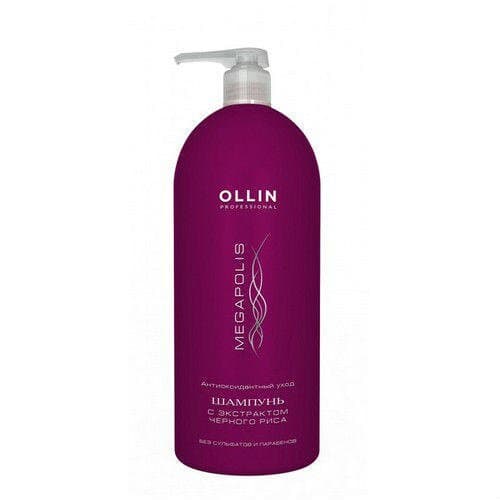 OLLIN
PROFESSIONAL
MEGAPOLIS
Антиоксидантный уход
ШАМПУНЬ
С ЭКСТРАКТОМ
ЧЕРНОГО РИСА
БЕЗ СУЛЬФАТОВ И ПАРАБЕНОВ